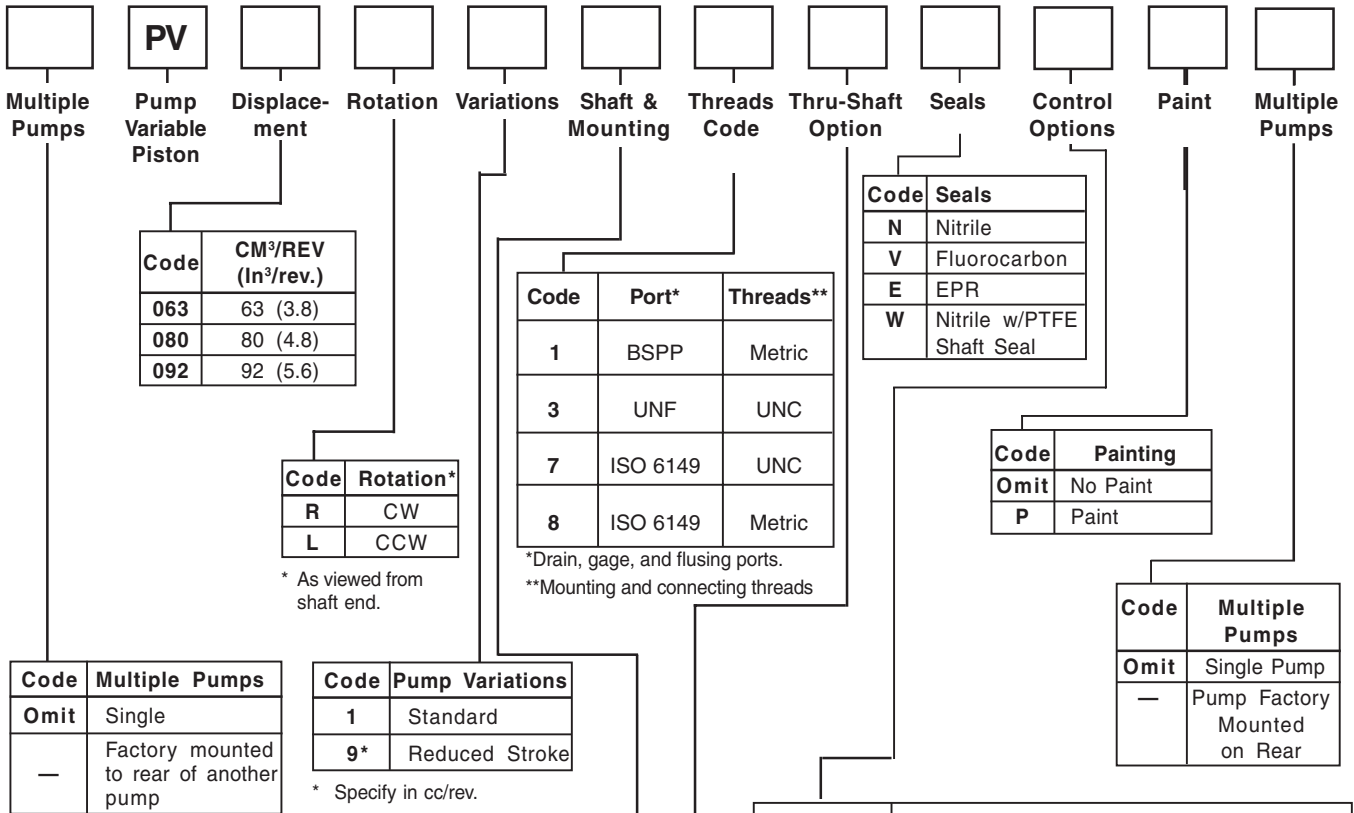 PV
Multiple Pumps
Pump Variable Piston
Displace-ment
Rotation
Variations
Shaft & Mounting
Threads Code
Thru-Shaft Option
Seals
Control Options
Paint
Multiple Pumps
Code Seals
N Nitrile
V Fluorocarbon
E EPR
W Nitrile w/PTFE
Shaft Seal
Code CM³/REV
(In³/rev.)
063 63 (3.8)
080 80 (4.8)
092 92 (5.6)
Code Port* Threads**
1 BSPP Metric
3 UNF UNC
7 ISO 6149 UNC
8 ISO 6149 Metric
*Drain, gage, and flusing ports.
**Mounting and connecting threads
Code Rotation*
R CW
L CCW
* As viewed from
shaft end.
Code Painting
Omit No Paint
P Paint
Code Multiple
Pumps
Omit Single Pump
— Pump Factory
Mounted
on Rear
Code Multiple Pumps
Omit Single
— Factory mounted
to rear of another
pump
Code Pump Variations
1 Standard
9* Reduced Stroke
* Specify in cc/rev.